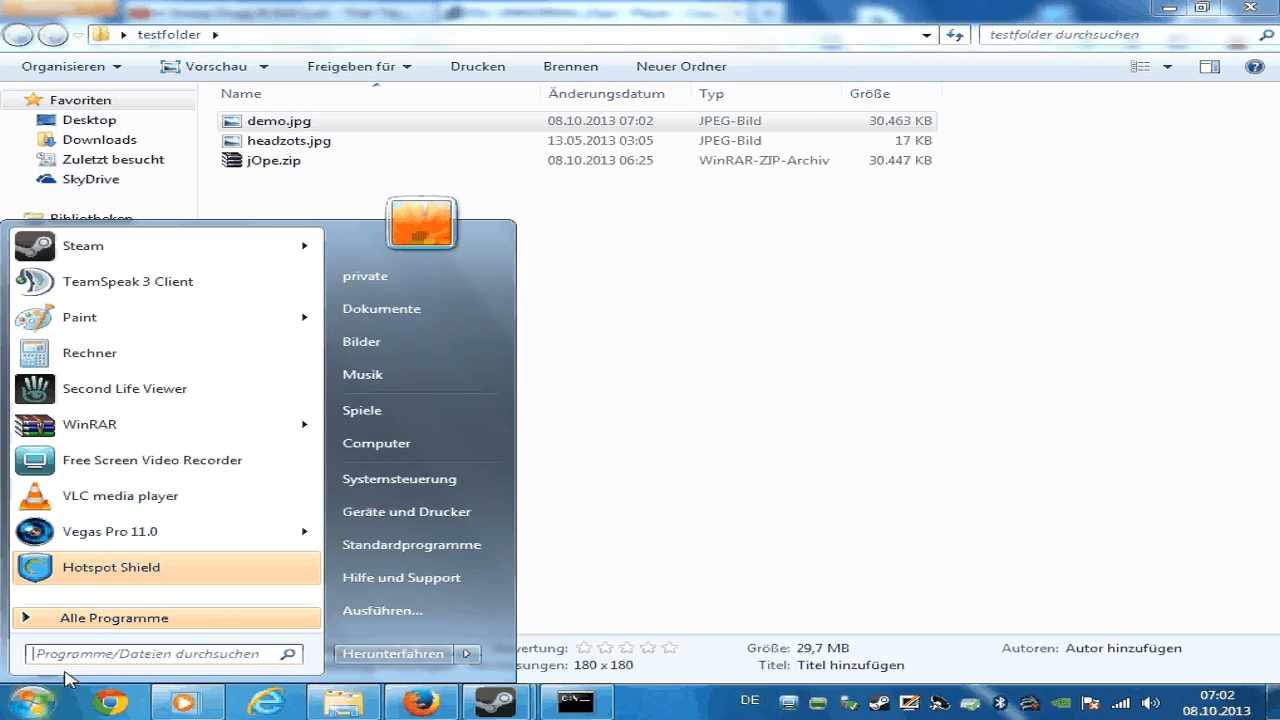 testfolder
testfolder durchsuchen
Organisieren Vorschau Freigeben für Drucken Brennen Neuer Ordner
Name Änderungsdatum Typ Größe
demo.jpg 08.10.2013 07:02 JPEG-Bild 30.463 KB
headzots.jpg 13.05.2013 03:05 JPEG-Bild 17 KB
jOpe.zip 08.10.2013 06:25 WinRAR-ZIP-Archiv 30.447 KB
Favoriten
Desktop
Downloads
Zuletzt besucht
SkyDrive
Bibliotheken
Steam
TeamSpeak 3 Client
Paint
Rechner
Second Life Viewer
WinRAR
Free Screen Video Recorder
VLC media player
Vegas Pro 11.0
Hotspot Shield
Alle Programme
Programme/Dateien durchsuchen
private
Dokumente
Bilder
Musik
Spiele
Computer
Systemsteuerung
Geräte und Drucker
Standardprogramme
Hilfe und Support
Ausführen...
Herunterfahren
wertung: Größe: 29,7 MB Autoren: Autor hinzufügen
sungen: 180 x 180 Titel: Titel hinzufügen
DE
07:02
08.10.2013